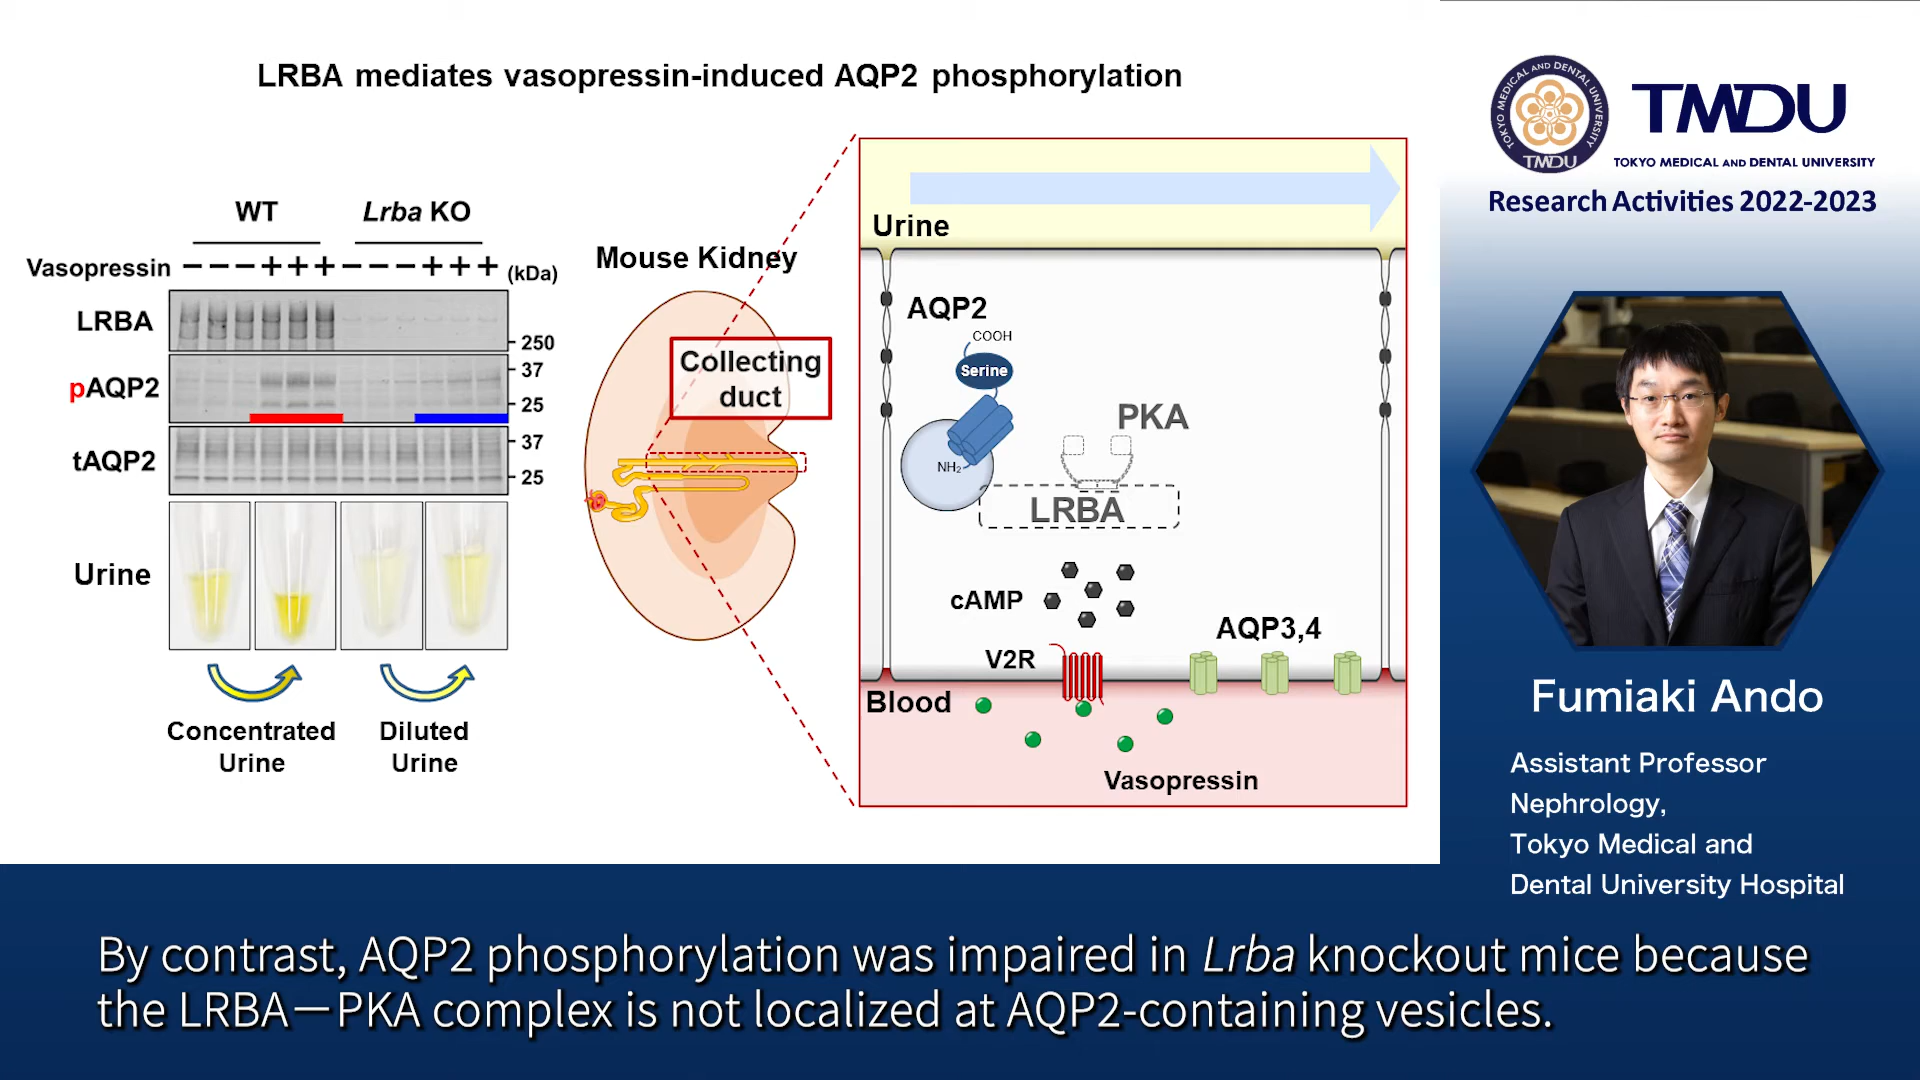 LRBA mediates vasopressin-induced AQP2 phosphorylation
WT
Lrba KO
Vasopressin − − − + + + − − − + + + (kDa)
LRBA
250
pAQP2
37
25
tAQP2
37
25
Urine
Concentrated
Urine
Diluted
Urine
Mouse Kidney
Collecting
duct
Urine
AQP2
COOH
Serine
NH₂
PKA
LRBA
cAMP
V2R
AQP3,4
Blood
Vasopressin
TOKYO MEDICAL AND DENTAL UNIVERSITY
TMDU
TMDU
TOKYO MEDICAL AND DENTAL UNIVERSITY
Research Activities 2022-2023
Fumiaki Ando
Assistant Professor
Nephrology,
Tokyo Medical and
Dental University Hospital
By contrast, AQP2 phosphorylation was impaired in Lrba knockout mice because
the LRBA－PKA complex is not localized at AQP2-containing vesicles.